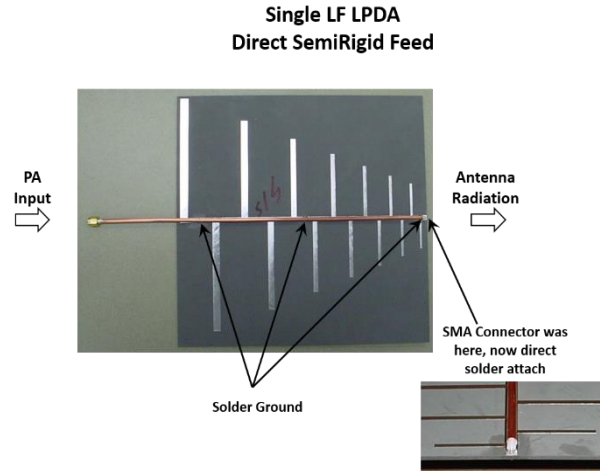 Single LF LPDA
Direct SemiRigid Feed
PA
Input
Antenna
Radiation
SMA Connector was
here, now direct
solder attach
Solder Ground